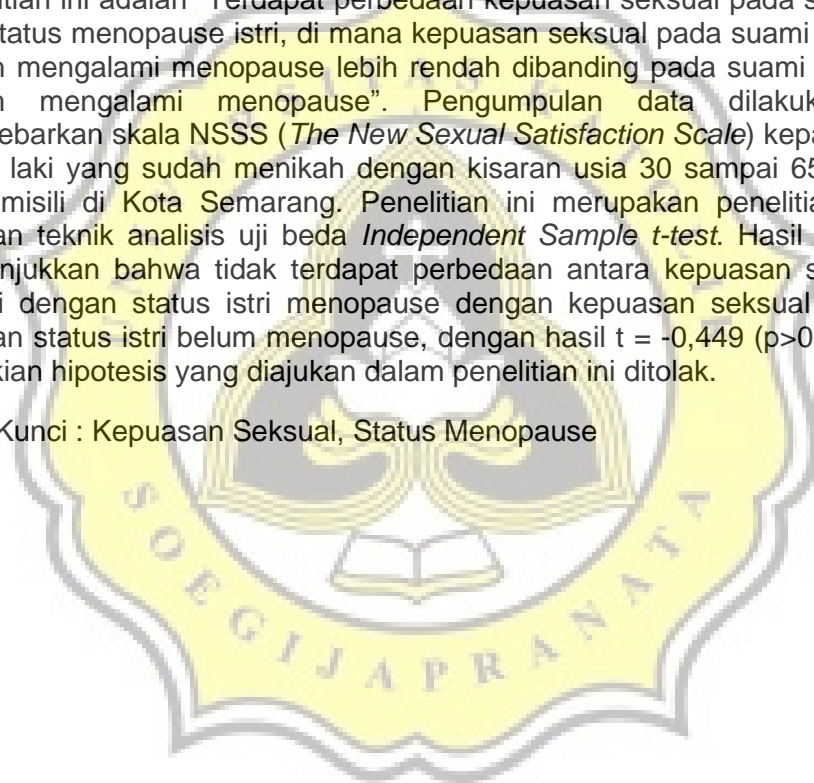 tian ini adalah "Terdapat perbedaan kepuasan seksual pada s
tatus menopause istri, di mana kepuasan seksual pada suami
n mengalami menopause lebih rendah dibanding pada suami
n mengalami menopause". Pengumpulan data dilakuk
ebarkan skala NSSS (The New Sexual Satisfaction Scale) kepa
laki yang sudah menikah dengan kisaran usia 30 sampai 65
misili di Kota Semarang. Penelitian ini merupakan penelitia
an teknik analisis uji beda Independent Sample t-test. Hasil
njukkan bahwa tidak terdapat perbedaan antara kepuasan s
i dengan status istri menopause dengan kepuasan seksual
an status istri belum menopause, dengan hasil t = -0,449 (p>0
kian hipotesis yang diajukan dalam penelitian ini ditolak.
Kunci : Kepuasan Seksual, Status Menopause
UNIVERSITAS KATOLIK
SOEGIJAPRANATA